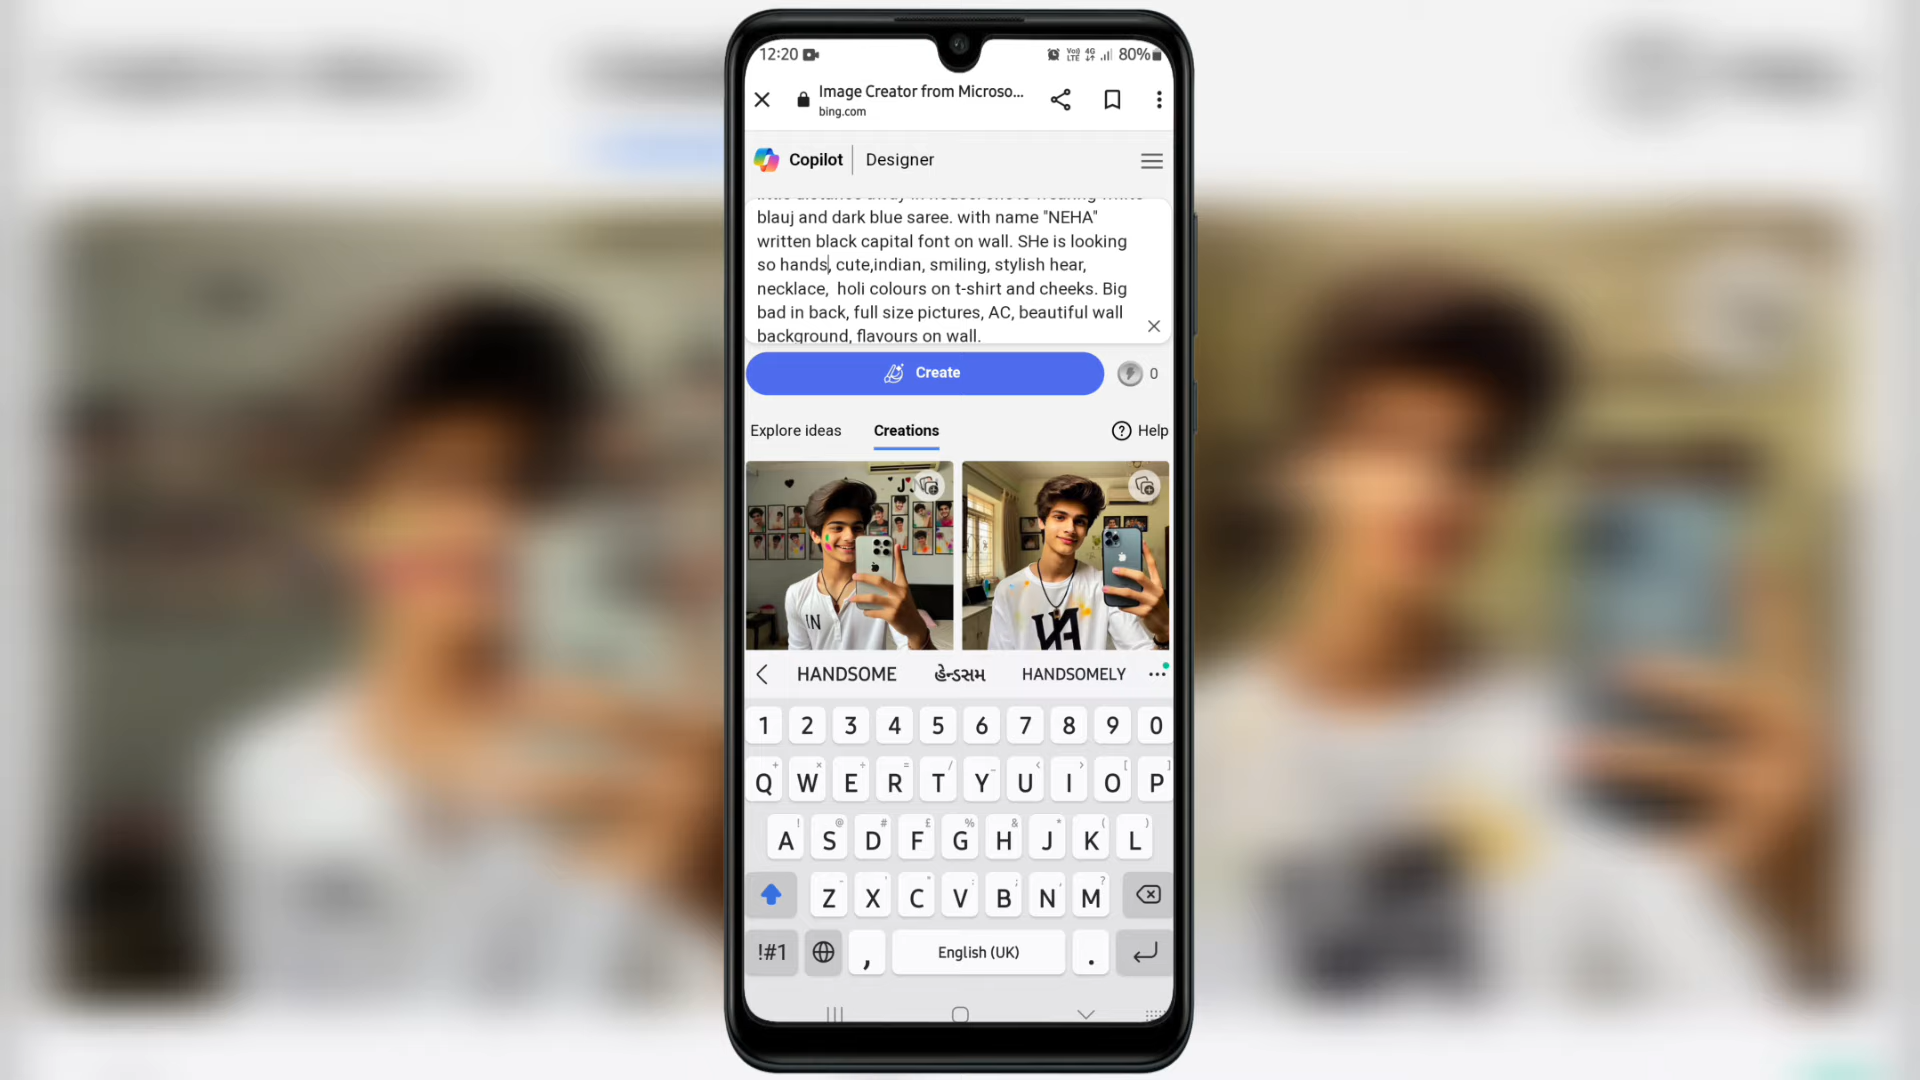 12:20
Vo)) LTE 4G 80%
Image Creator from Microso...
bing.com
Copilot Designer
blauj and dark blue saree. with name "NEHA"
written black capital font on wall. SHe is looking
so hands, cute,indian, smiling, stylish hear,
necklace,  holi colours on t-shirt and cheeks. Big
bad in back, full size pictures, AC, beautiful wall
background, flavours on wall.
Create 0
Explore ideas Creations Help
J
IN
HANDSOME હેન્ડસમ HANDSOMELY
1 2 3 4 5 6 7 8 9 0
Q W E R T Y U I O P
A S D F G H J K L
Z X C V B N M
!#1 , English (UK) .